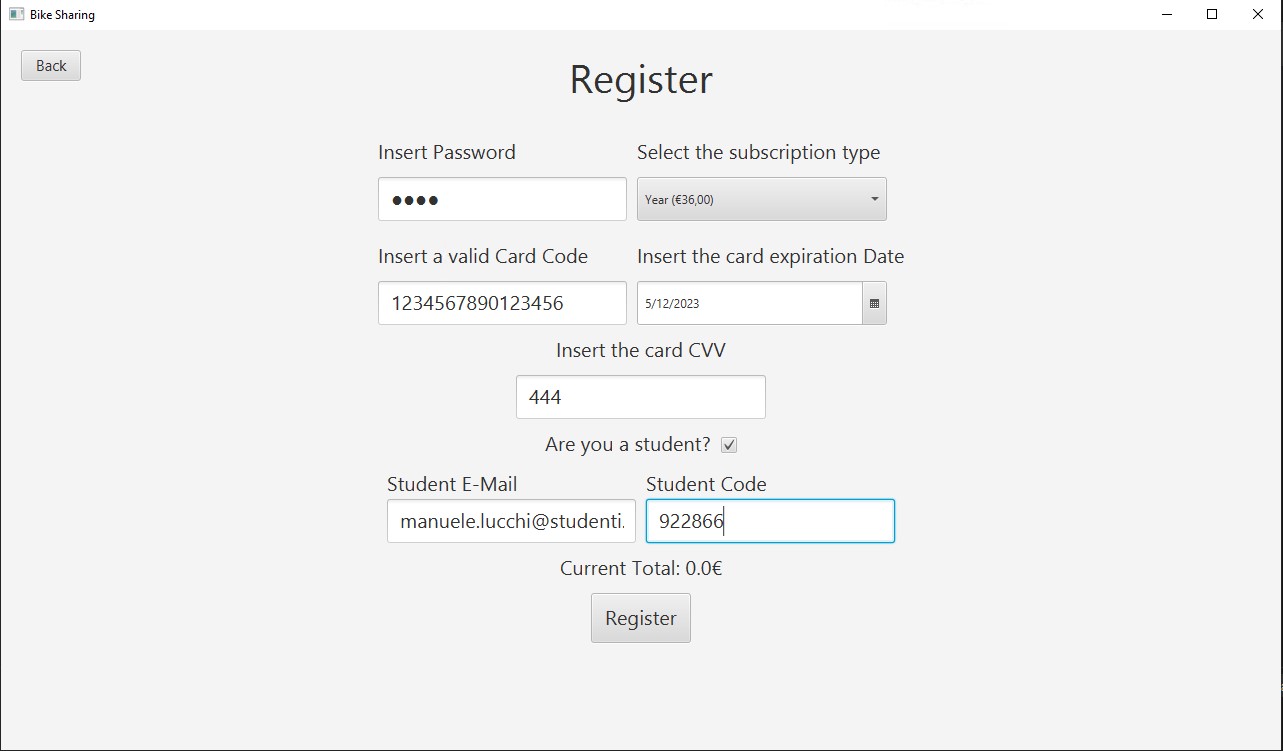 Bike Sharing
Back
Register
Insert Password
Select the subscription type
●●●●
Year (€36,00)
Insert a valid Card Code
Insert the card expiration Date
1234567890123456
5/12/2023
Insert the card CVV
444
Are you a student?
Student E-Mail
Student Code
manuele.lucchi@studenti.
922866
Current Total: 0.0€
Register